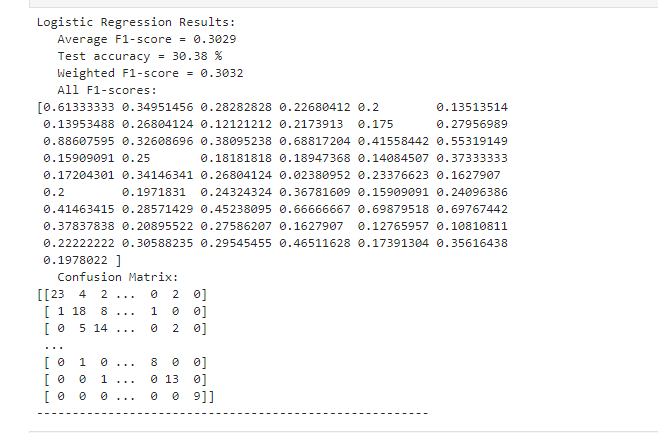 Logistic Regression Results:
Average F1-score = 0.3029
Test accuracy = 30.38 %
Weighted F1-score = 0.3032
All F1-scores:
[0.61333333 0.34951456 0.28282828 0.22680412 0.2 0.13513514
0.13953488 0.26804124 0.12121212 0.2173913 0.175 0.27956989
0.88607595 0.32608696 0.38095238 0.68817204 0.41558442 0.55319149
0.15909091 0.25 0.18181818 0.18947368 0.14084507 0.37333333
0.17204301 0.34146341 0.26804124 0.02380952 0.23376623 0.1627907
0.2 0.1971831 0.24324324 0.36781609 0.15909091 0.24096386
0.41463415 0.28571429 0.45238095 0.66666667 0.69879518 0.69767442
0.37837838 0.20895522 0.27586207 0.1627907 0.12765957 0.10810811
0.22222222 0.30588235 0.29545455 0.46511628 0.17391304 0.35616438
0.1978022 ]
Confusion Matrix:
[[23 4 2 ... 0 2 0]
[ 1 18 8 ... 1 0 0]
[ 0 5 14 ... 0 2 0]
...
[ 0 1 0 ... 8 0 0]
[ 0 0 1 ... 0 13 0]
[ 0 0 0 ... 0 0 9]]
------------------------------------------------------